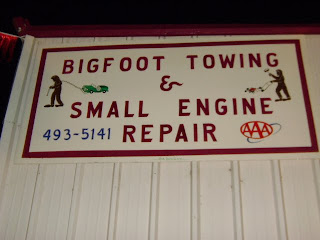 BIGFOOT TOWING
&
SMALL ENGINE
493-5141 REPAIR AAA